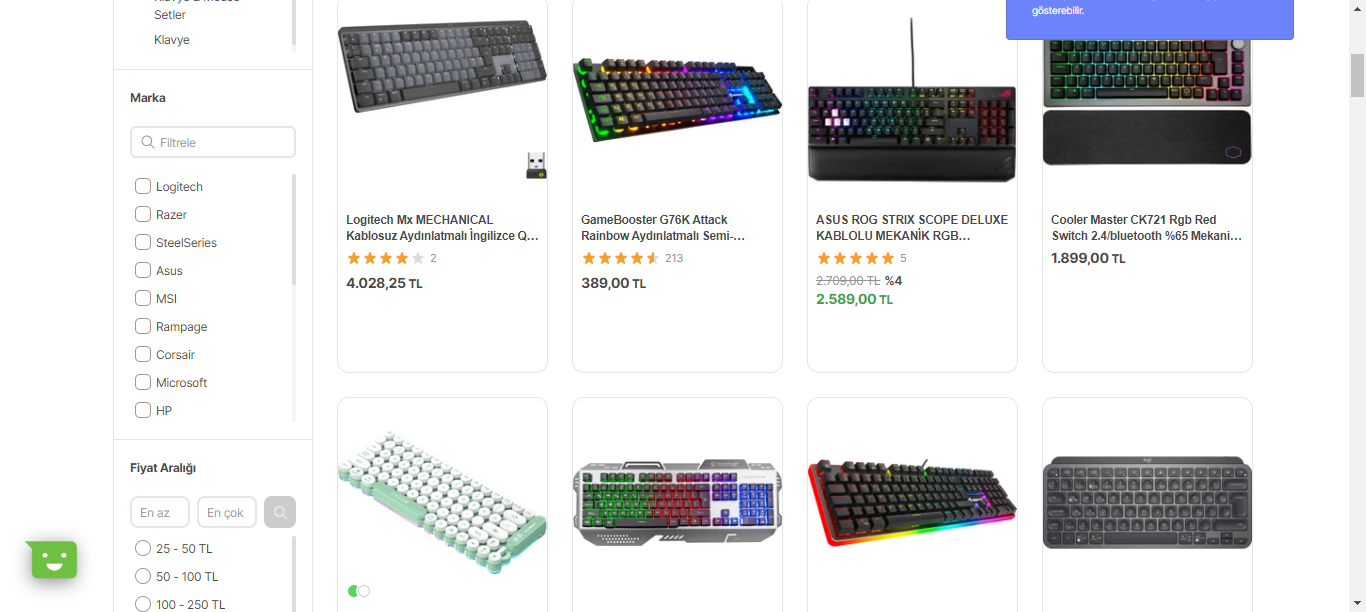 Setler
Klavye
Marka
Filtrele
Logitech
Razer
SteelSeries
Asus
MSI
Rampage
Corsair
Microsoft
HP
Fiyat Aralığı
En az
En çok
25 - 50 TL
50 - 100 TL
100 - 250 TL
gösterebilir.
Logitech Mx MECHANICAL
Kablosuz Aydınlatmalı İngilizce Q...
2
4.028,25 TL
GameBooster G76K Attack
Rainbow Aydınlatmalı Semi-...
213
389,00 TL
ASUS ROG STRIX SCOPE DELUXE
KABLOLU MEKANİK RGB...
5
2.709,00 TL %4
2.589,00 TL
Cooler Master CK721 Rgb Red
Switch 2.4/bluetooth %65 Mekani...
1.899,00 TL